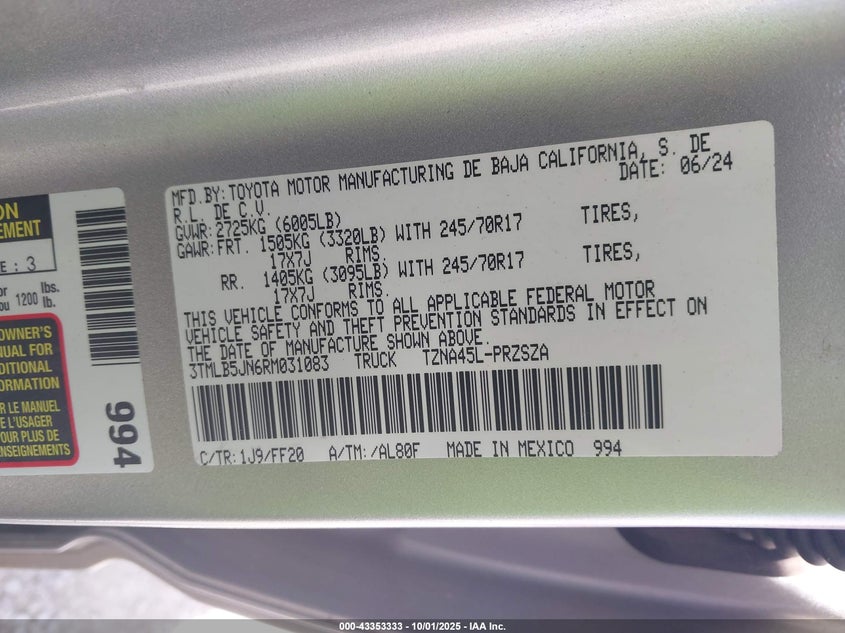 ON
EMENT
E : 3
or
ou 1200 lbs.
lb.
OWNER'S
NUAL FOR
DITIONAL
FORMATION
R LE MANUEL
E L'USAGER
POUR PLUS DE
ENSEIGNEMENTS
994
MFD.BY: TOYOTA MOTOR MANUFACTURING DE BAJA CALIFORNIA, S. DE
R.L. DE C.V. DATE: 06/24
GVWR: 2725KG (6005LB)
GAWR: FRT. 1505KG (3320LB) WITH 245/70R17 TIRES,
17X7J RIMS.
RR. 1405KG (3095LB) WITH 245/70R17 TIRES,
17X7J RIMS.
THIS VEHICLE CONFORMS TO ALL APPLICABLE FEDERAL MOTOR
VEHICLE SAFETY AND THEFT PREVENTION STANDARDS IN EFFECT ON
THE DATE OF MANUFACTURE SHOWN ABOVE.
3TMLB5JN6RM031083 TRUCK TZNA45L-PRZSZA
C/TR: 1J9/FF20 A/TM: /AL80F MADE IN MEXICO 994
000-43353333 - 10/01/2025 - IAA Inc.